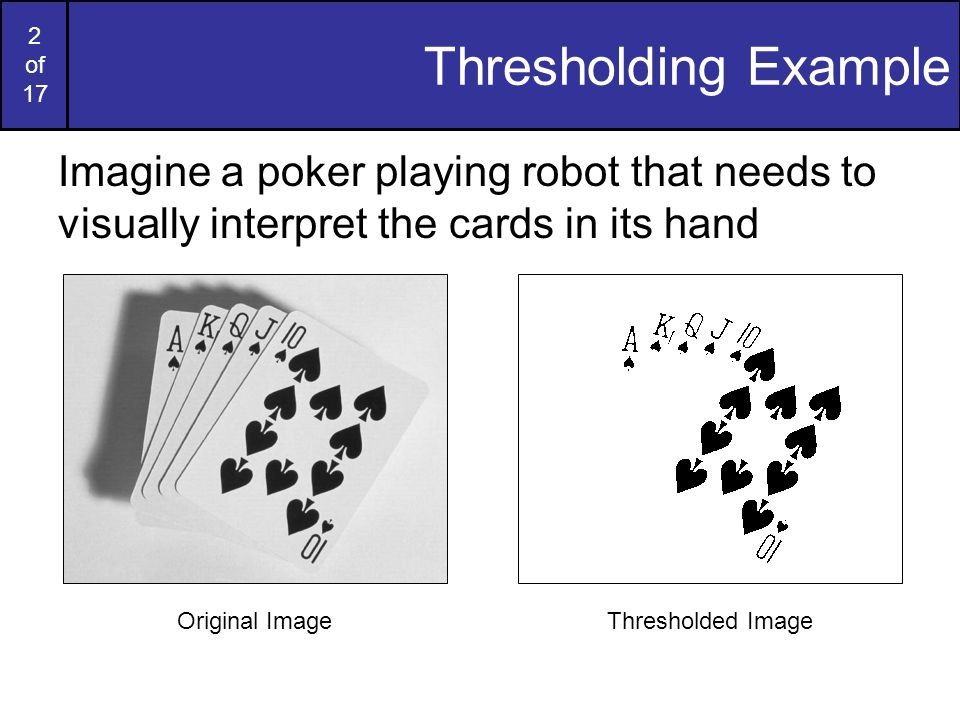 2
of
17
Thresholding Example
Imagine a poker playing robot that needs to
visually interpret the cards in its hand
A K Q J 10
10
A K Q J 10
10
Original Image
Thresholded Image